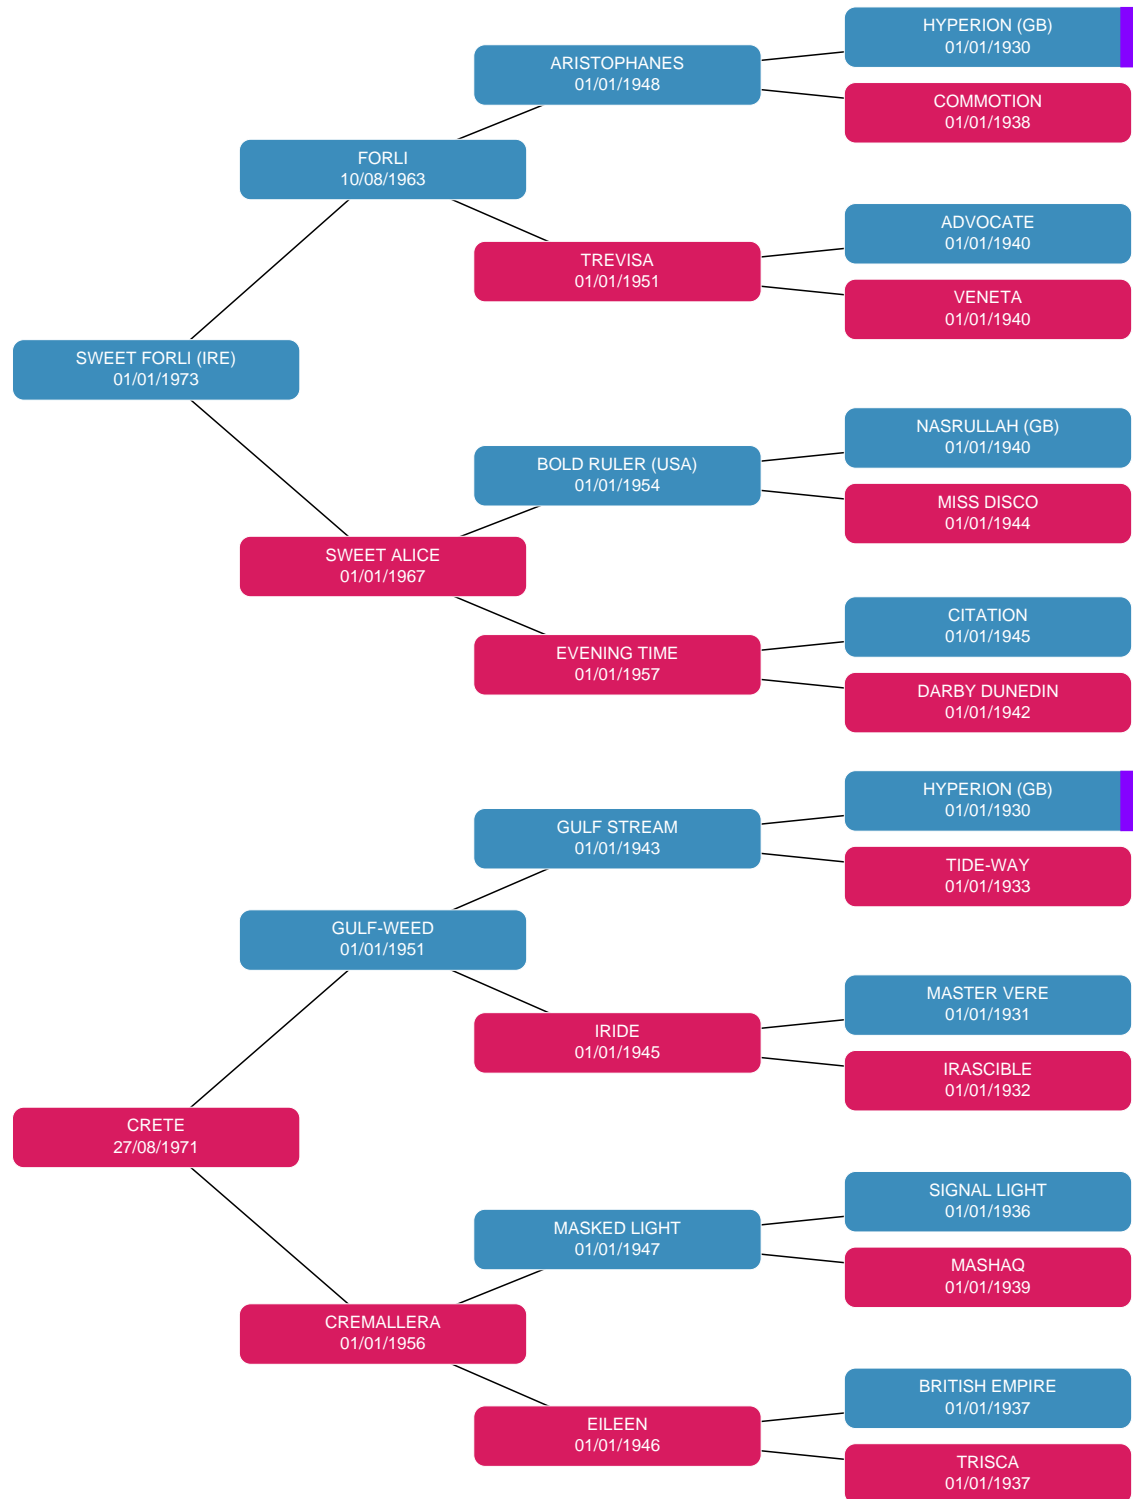 HYPERION (GB)
01/01/1930
ARISTOPHANES
01/01/1948
COMMOTION
01/01/1938
FORLI
10/08/1963
ADVOCATE
01/01/1940
TREVISA
01/01/1951
VENETA
01/01/1940
SWEET FORLI (IRE)
01/01/1973
NASRULLAH (GB)
01/01/1940
BOLD RULER (USA)
01/01/1954
MISS DISCO
01/01/1944
SWEET ALICE
01/01/1967
CITATION
01/01/1945
EVENING TIME
01/01/1957
DARBY DUNEDIN
01/01/1942
HYPERION (GB)
01/01/1930
GULF STREAM
01/01/1943
TIDE-WAY
01/01/1933
GULF-WEED
01/01/1951
MASTER VERE
01/01/1931
IRIDE
01/01/1945
IRASCIBLE
01/01/1932
CRETE
27/08/1971
SIGNAL LIGHT
01/01/1936
MASKED LIGHT
01/01/1947
MASHAQ
01/01/1939
CREMALLERA
01/01/1956
BRITISH EMPIRE
01/01/1937
EILEEN
01/01/1946
TRISCA
01/01/1937